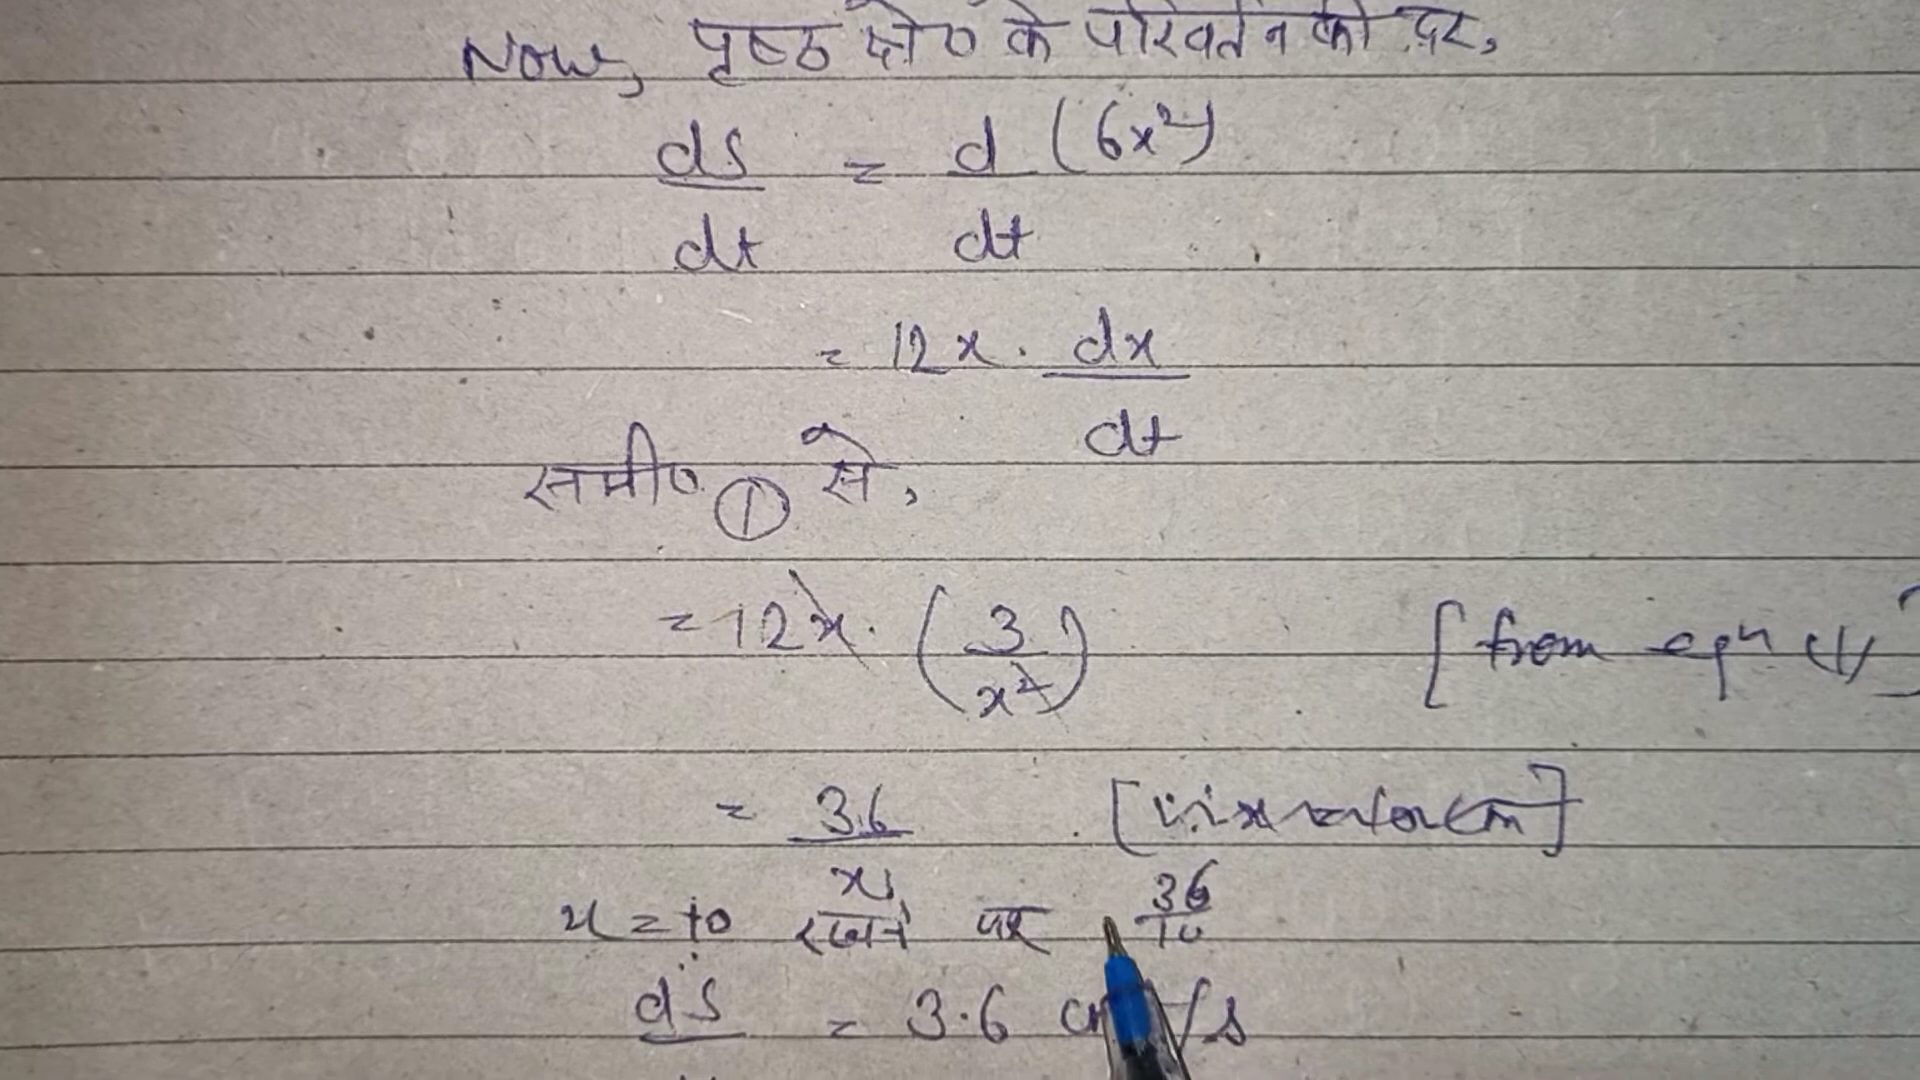 Now, पृष्ठ क्षे० के परिवर्तन की दर,
ds/dt = d/dt (6x²)
= 12x . dx/dt
समी० ① से,
= 12x . (3/x²) [from eqn (1)]
= 36/x
x = 10 रखने पर 36/10
ds = 3.6 /s